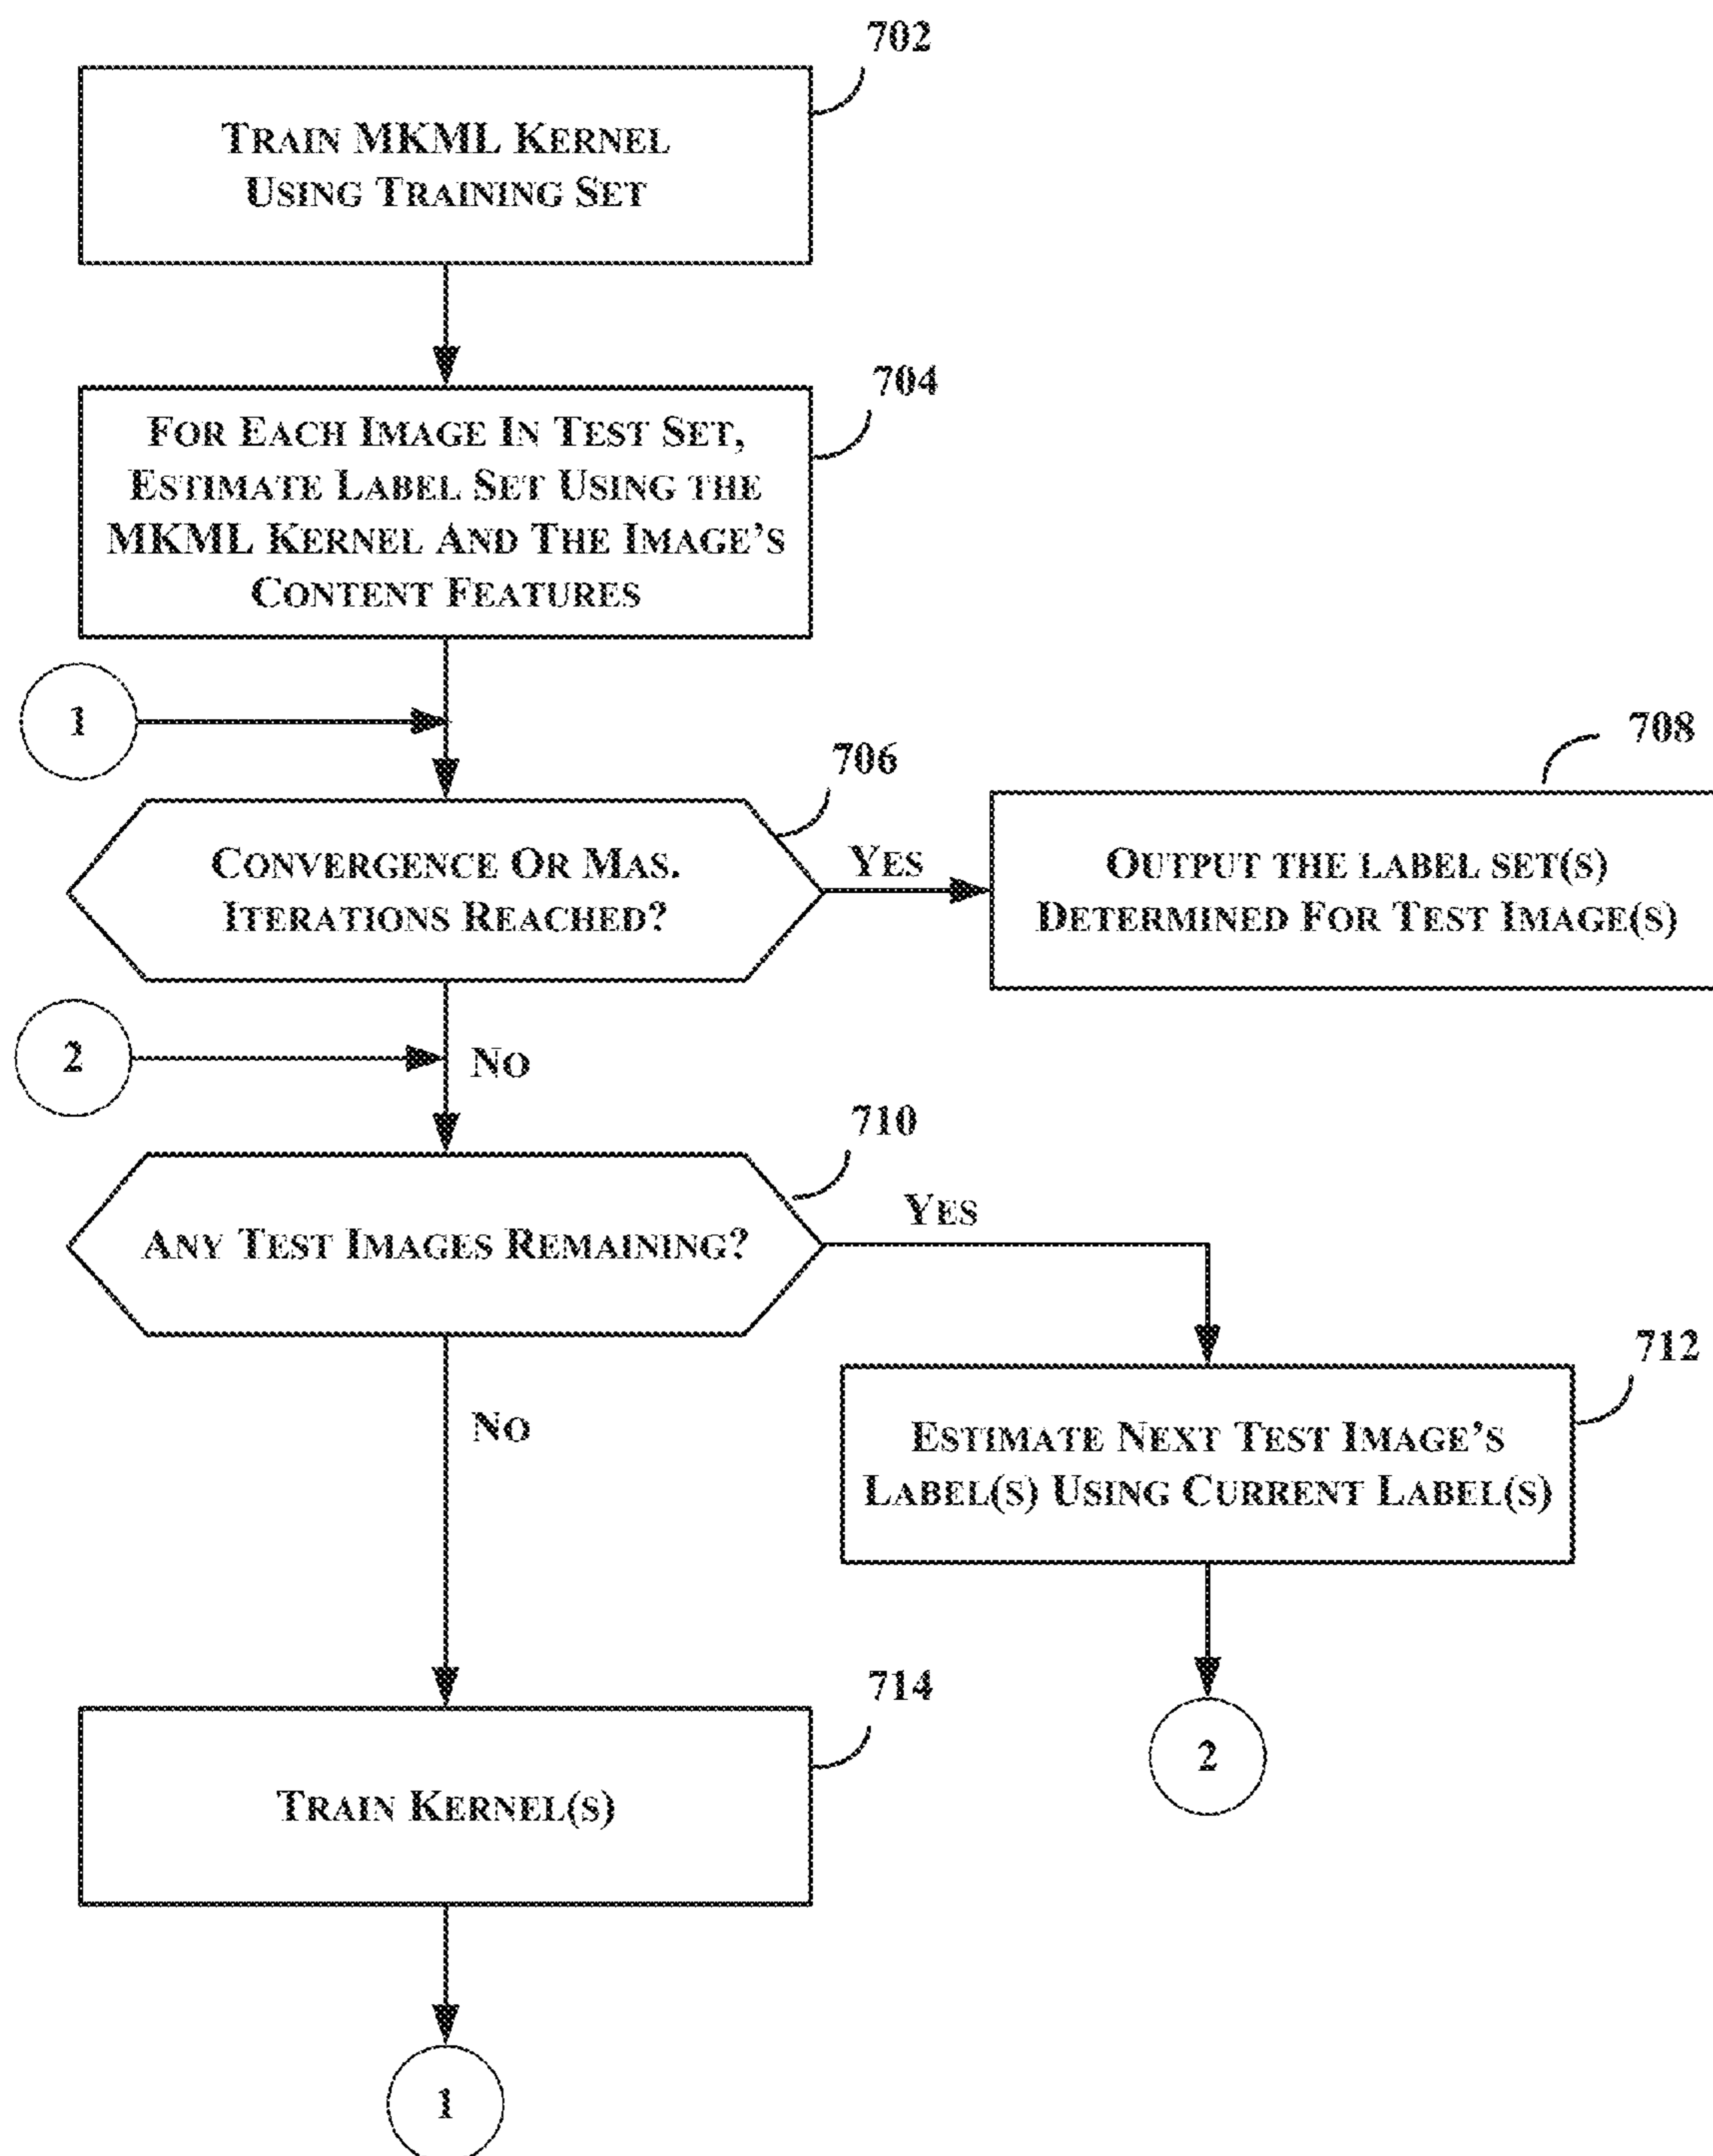 702
TRAIN MKML KERNEL
USING TRAINING SET
704
FOR EACH IMAGE IN TEST SET,
ESTIMATE LABEL SET USING THE
MKML KERNEL AND THE IMAGE'S
CONTENT FEATURES
1
706
708
CONVERGENCE OR MAS.
ITERATIONS REACHED?
YES
OUTPUT THE LABEL SET(S)
DETERMINED FOR TEST IMAGE(S)
2
NO
710
ANY TEST IMAGES REMAINING?
YES
712
NO
ESTIMATE NEXT TEST IMAGE'S
LABEL(S) USING CURRENT LABEL(S)
714
2
TRAIN KERNEL(S)
1